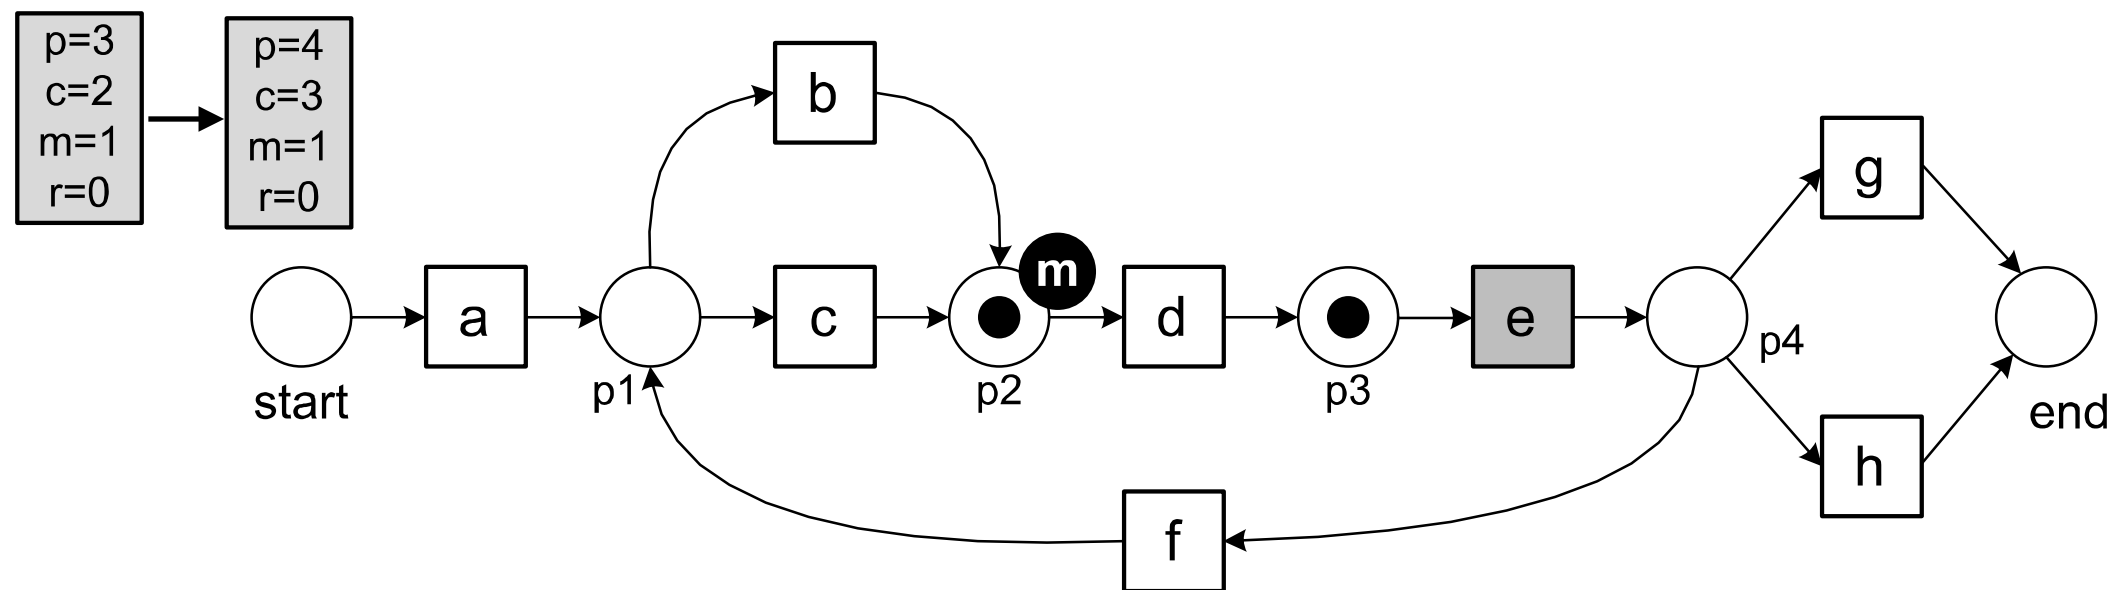 p=3
c=2
m=1
r=0
p=4
c=3
m=1
r=0
b
g
m
a
c
d
e
p4
start
p1
p2
p3
end
h
f